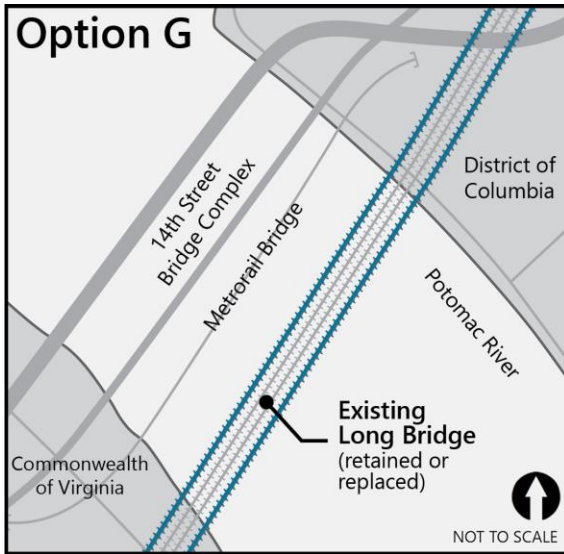 Option G
14th Street
Bridge Complex
Metrorail Bridge
District of
Columbia
Potomac River
Existing
Long Bridge
(retained or
replaced)
Commonwealth
of Virginia
NOT TO SCALE